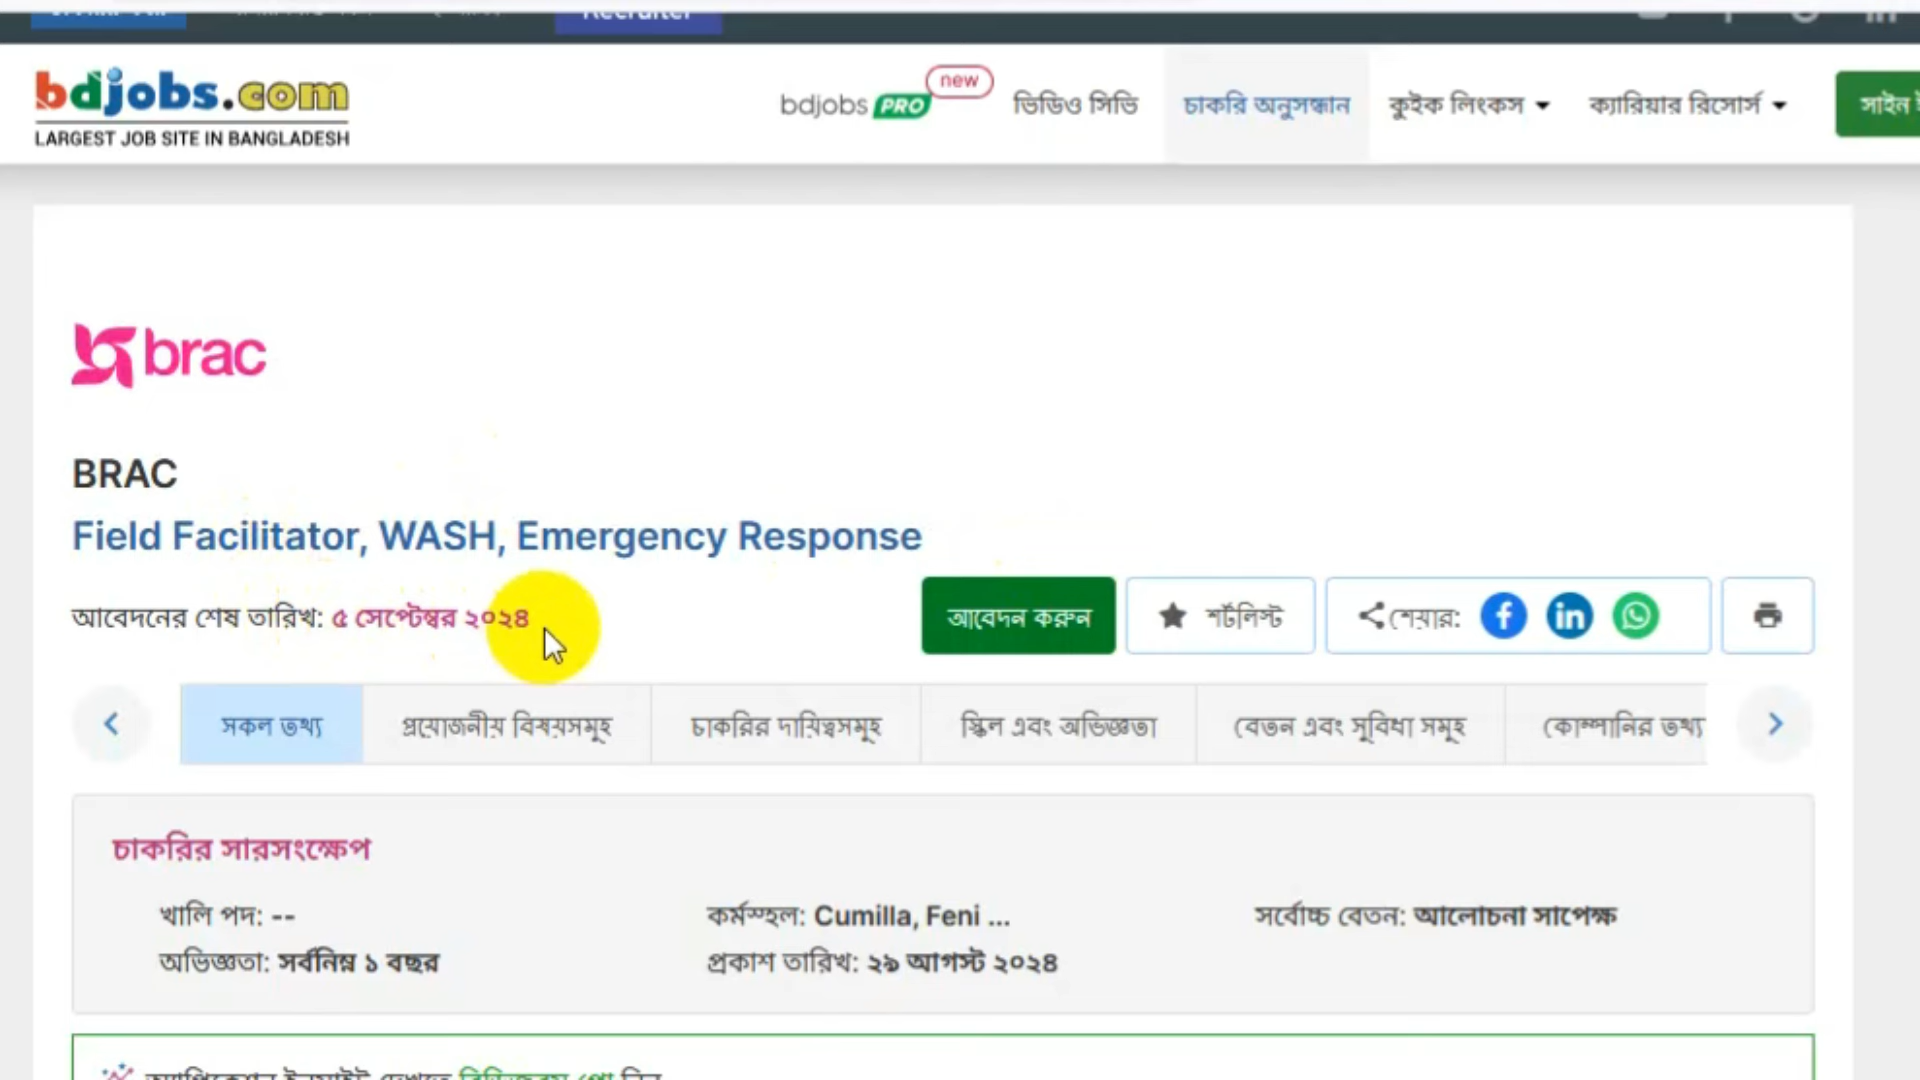 Recruiter
bdjobs.com
LARGEST JOB SITE IN BANGLADESH
bdjobs PRO new
ভিডিও সিভি
চাকরি অনুসন্ধান
কুইক লিংকস
ক্যারিয়ার রিসোর্স
সাইন
brac
BRAC
Field Facilitator, WASH, Emergency Response
আবেদনের শেষ তারিখ: ৫ সেপ্টেম্বর ২০২৪
আবেদন করুন
শর্টলিস্ট
শেয়ার:
সকল তথ্য
প্রয়োজনীয় বিষয়সমূহ
চাকরির দায়িত্বসমূহ
স্কিল এবং অভিজ্ঞতা
বেতন এবং সুবিধা সমূহ
কোম্পানির তথ্য
চাকরির সারসংক্ষেপ
খালি পদ: --
কর্মস্হল: Cumilla, Feni ...
সর্বোচ্চ বেতন: আলোচনা সাপেক্ষ
অভিজ্ঞতা: সর্বনিম্ন ১ বছর
প্রকাশ তারিখ: ২৯ আগস্ট ২০২৪